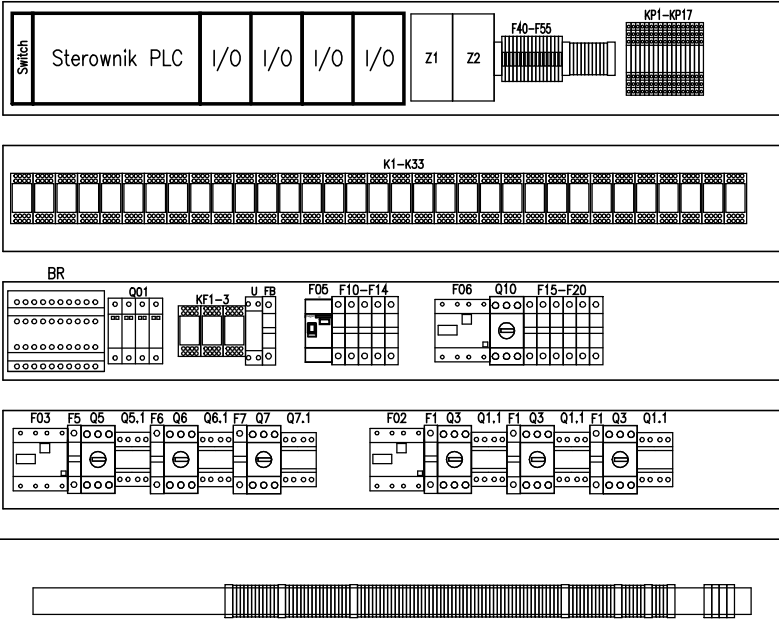 Switch
Sterownik PLC
I/O I/O I/O I/O
Z1 Z2
F40-F55
KP1-KP17
K1-K33
BR
Q01
KF1-3
U FB
F05 F10-F14
F06 Q10 F15-F20
F03 F5 Q5 Q5.1 F6 Q6 Q6.1 F7 Q7 Q7.1
F02 F1 Q3 Q1.1 F1 Q3 Q1.1 F1 Q3 Q1.1